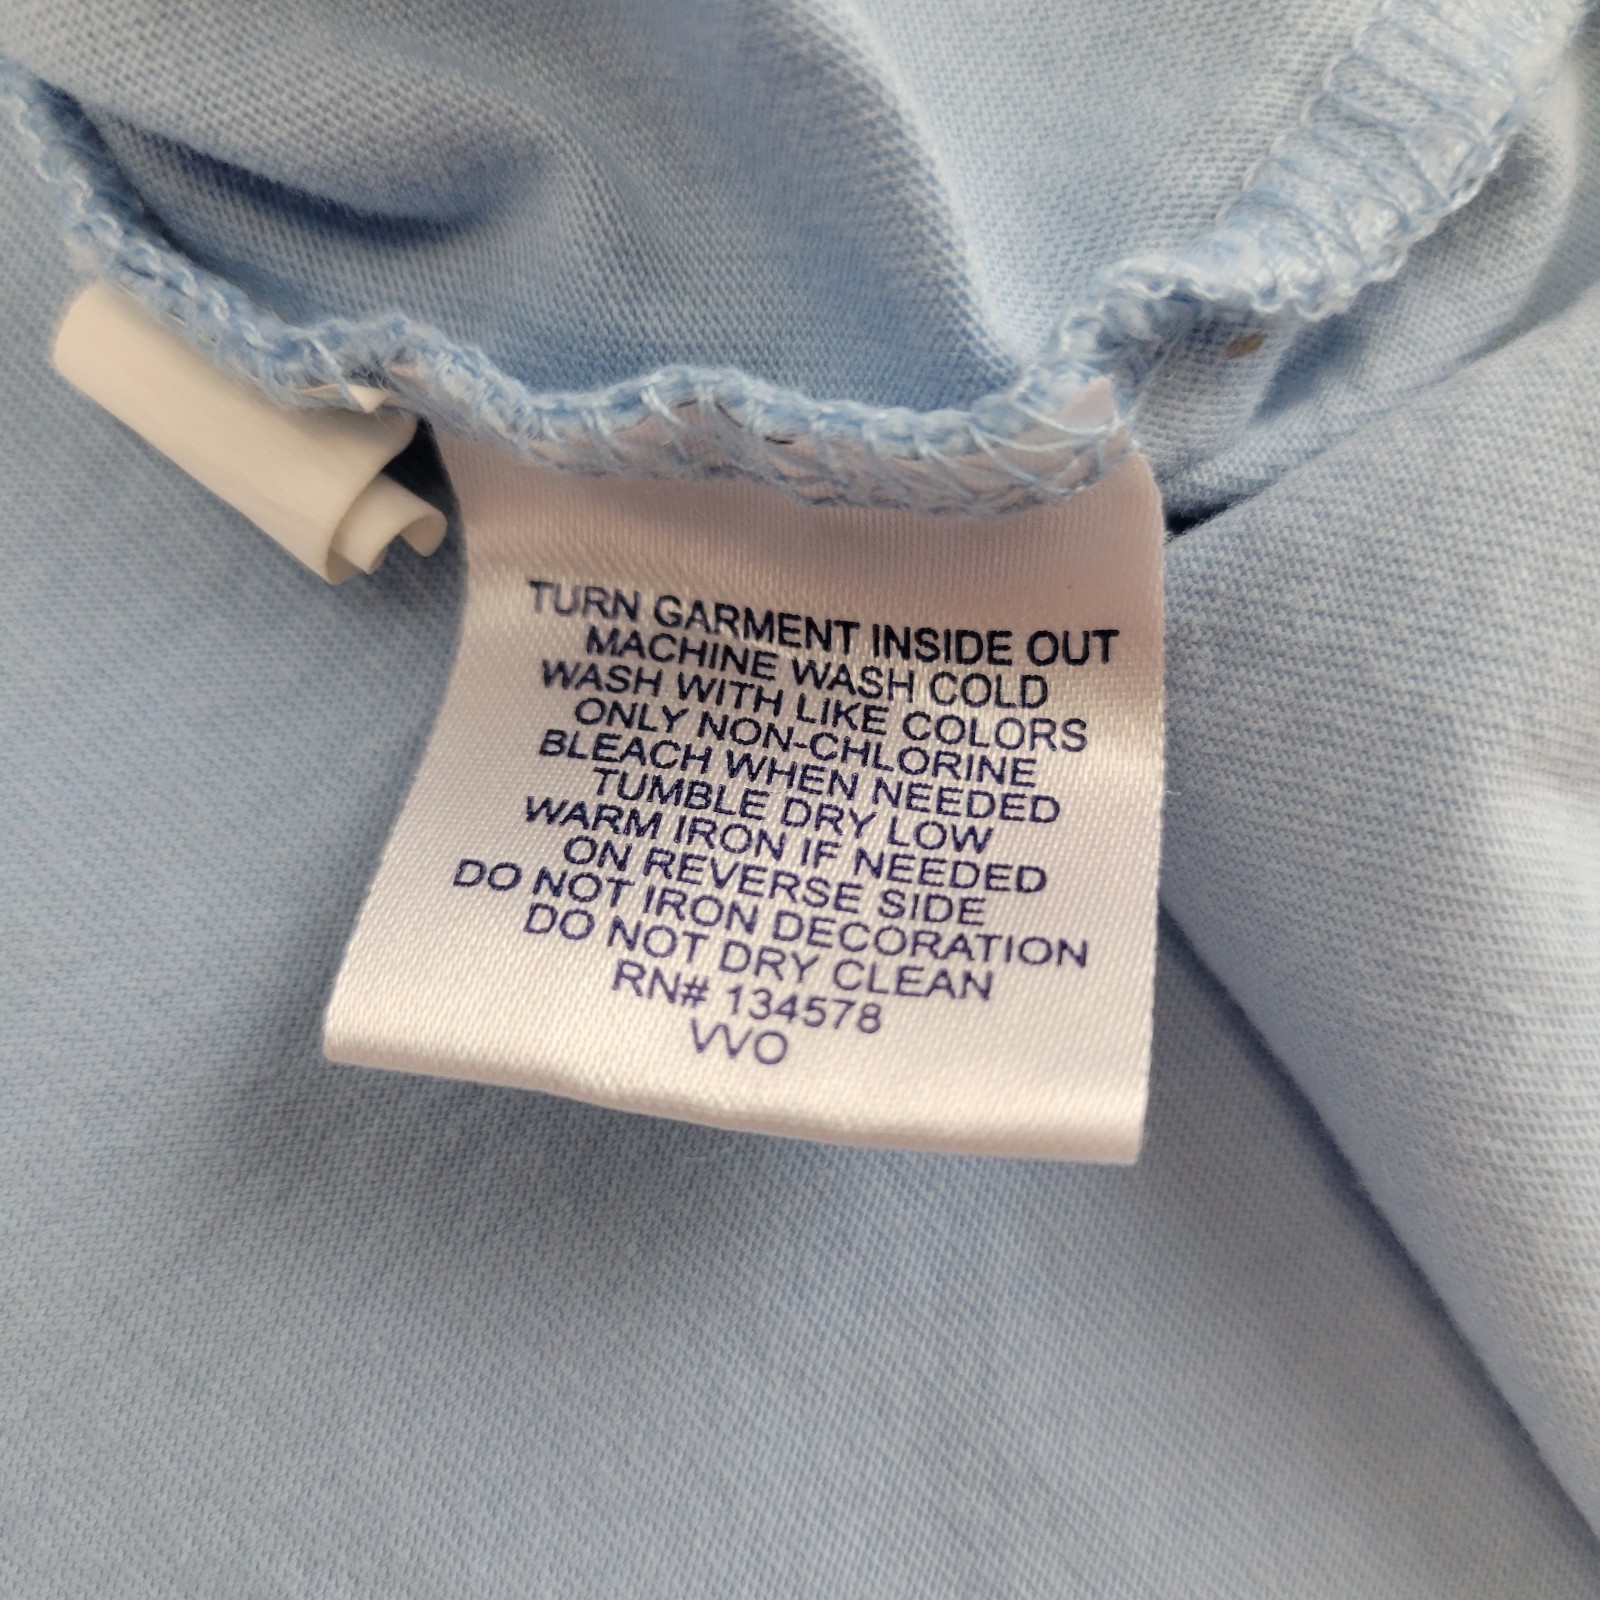 TURN GARMENT INSIDE OUT
MACHINE WASH COLD
WASH WITH LIKE COLORS
ONLY NON-CHLORINE
BLEACH WHEN NEEDED
TUMBLE DRY LOW
WARM IRON IF NEEDED
ON REVERSE SIDE
DO NOT IRON DECORATION
DO NOT DRY CLEAN
RN# 134578
VVO